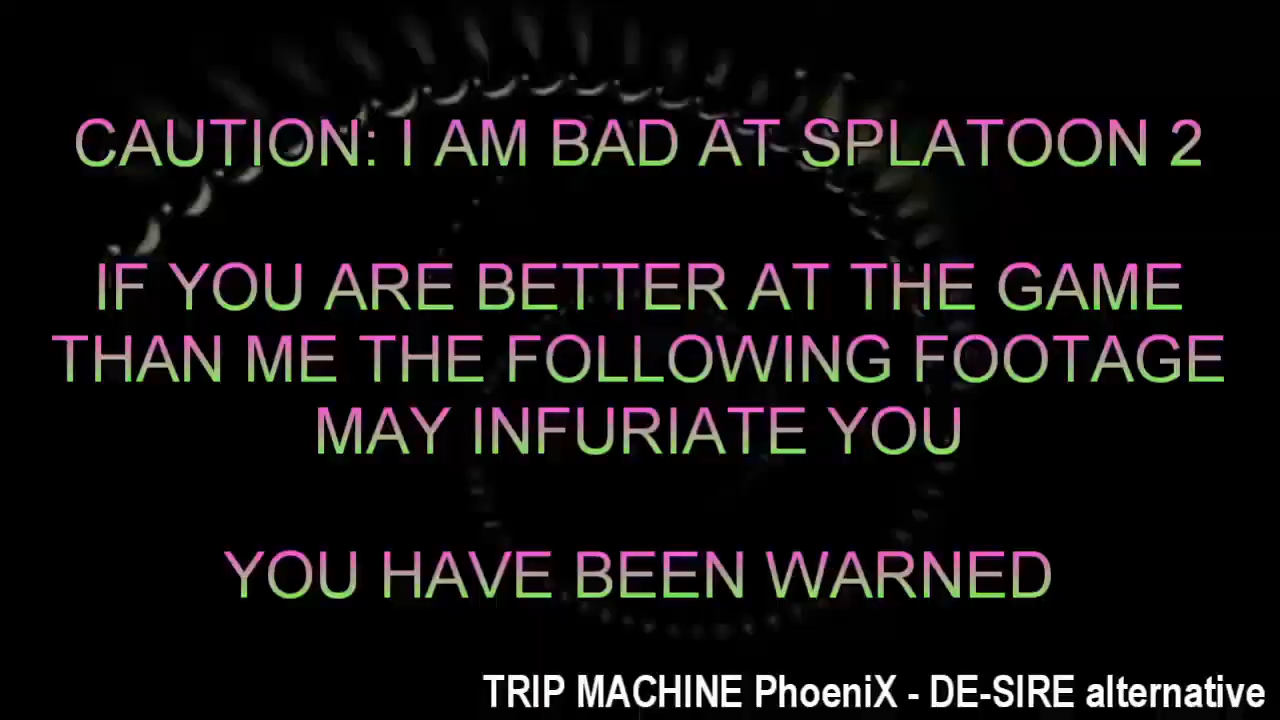 CAUTION: I AM BAD AT SPLATOON 2
IF YOU ARE BETTER AT THE GAME
THAN ME THE FOLLOWING FOOTAGE
MAY INFURIATE YOU
YOU HAVE BEEN WARNED
TRIP MACHINE PhoeniX - DE-SIRE alternative